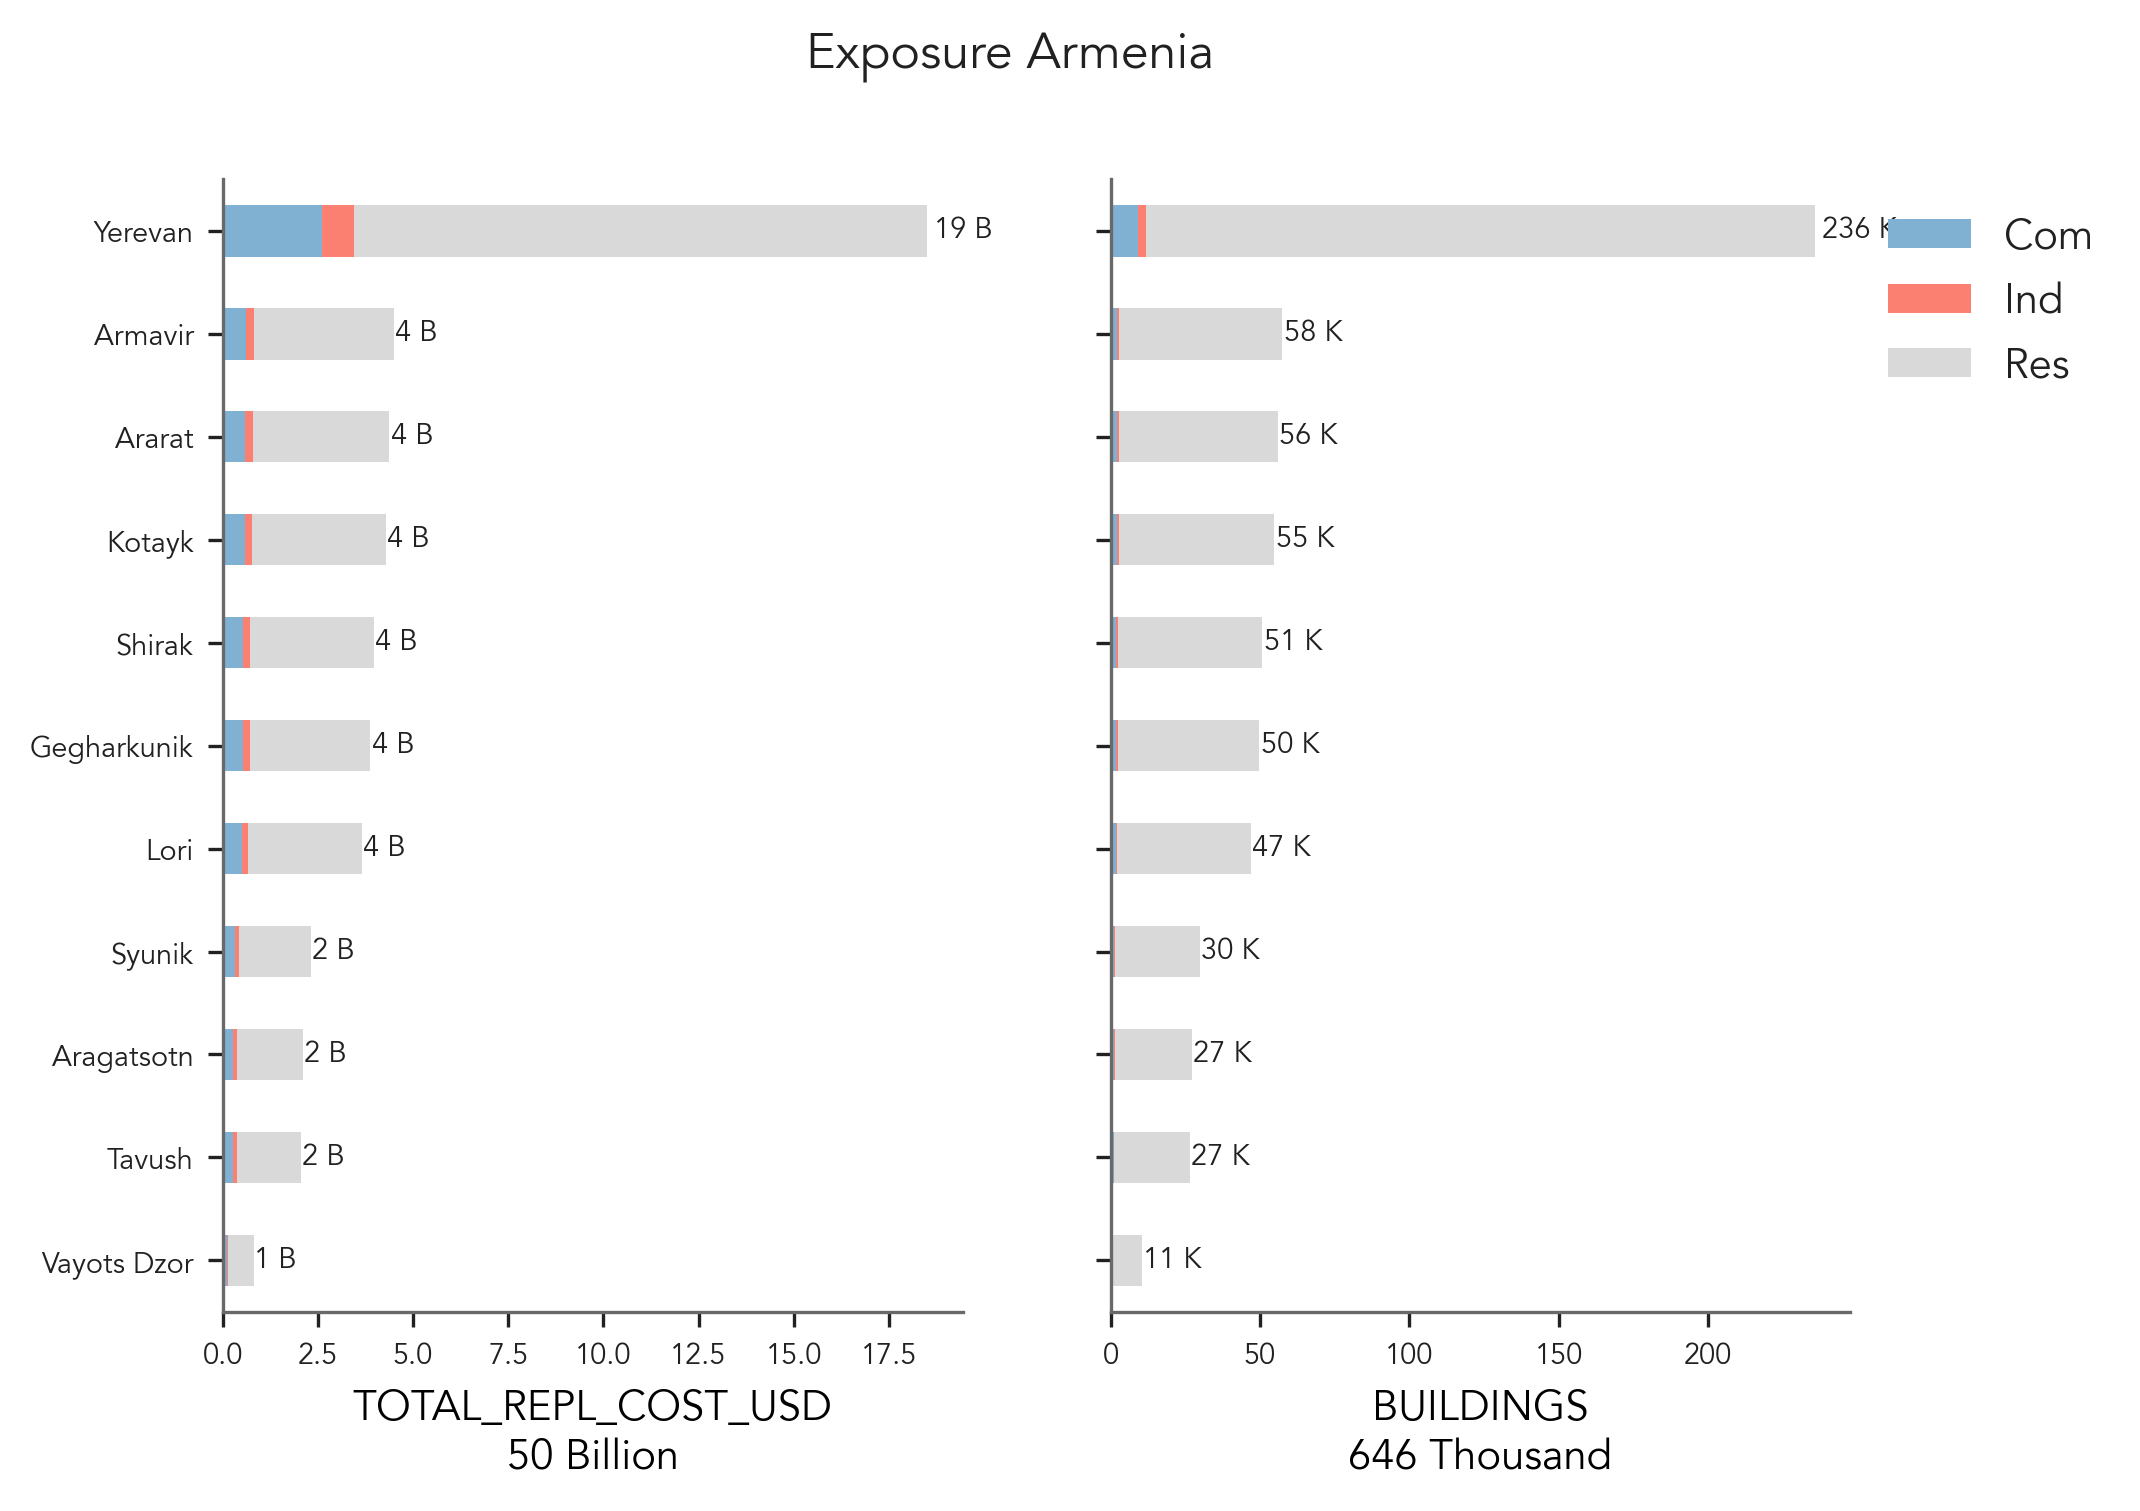 Exposure Armenia
Yerevan
19 B
Armavir
4 B
Ararat
4 B
Kotayk
4 B
Shirak
4 B
Gegharkunik
4 B
Lori
4 B
Syunik
2 B
Aragatsotn
2 B
Tavush
2 B
Vayots Dzor
1 B
0.0 2.5 5.0 7.5 10.0 12.5 15.0 17.5
TOTAL_REPL_COST_USD
50 Billion
236 K
58 K
56 K
55 K
51 K
50 K
47 K
30 K
27 K
27 K
11 K
0 50 100 150 200
BUILDINGS
646 Thousand
Com
Ind
Res